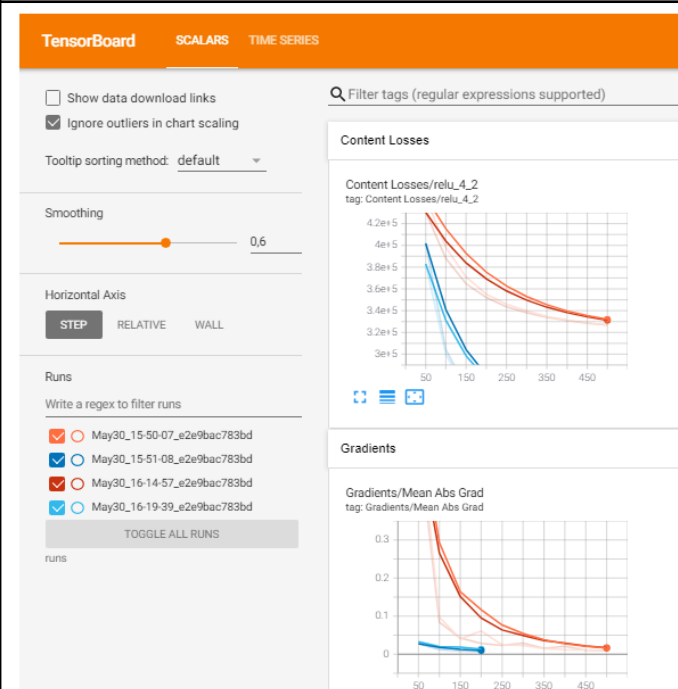 TensorBoard SCALARS TIME SERIES
Show data download links
Ignore outliers in chart scaling
Tooltip sorting method: default
Smoothing
0,6
Horizontal Axis
STEP RELATIVE WALL
Runs
Write a regex to filter runs
May30_15-50-07_e2e9bac783bd
May30_15-51-08_e2e9bac783bd
May30_16-14-57_e2e9bac783bd
May30_16-19-39_e2e9bac783bd
TOGGLE ALL RUNS
runs
Filter tags (regular expressions supported)
Content Losses
Content Losses/relu_4_2
tag: Content Losses/relu_4_2
4.2e+5
4e+5
3.8e+5
3.6e+5
3.4e+5
3.2e+5
3e+5
50 150 250 350 450
Gradients
Gradients/Mean Abs Grad
tag: Gradients/Mean Abs Grad
0.3
0.2
0.1
0
50 150 250 350 450